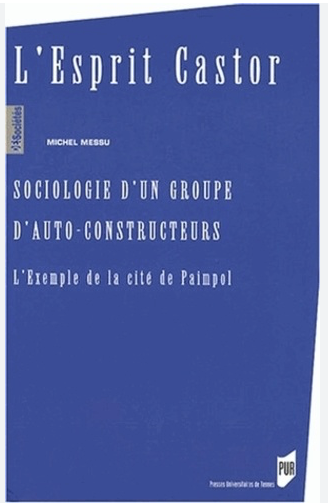 L'Esprit Castor
Sociétés
MICHEL MESSU
SOCIOLOGIE D'UN GROUPE
D'AUTO-CONSTRUCTEURS
L'Exemple de la cité de Paimpol
PUR
Presses Universitaires de Rennes